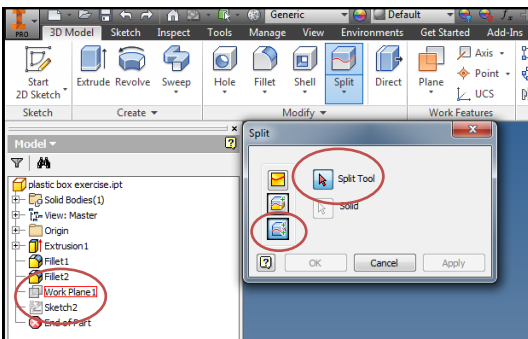 PRO
Generic
Default
fx
3D Model Sketch Inspect Tools Manage View Environments Get Started Add-Ins
Start
2D Sketch
Extrude Revolve Sweep
Hole Fillet Shell Split Direct
Plane
Axis
Point
UCS
Sketch Create Modify Work Features
Model
plastic box exercise.ipt
Solid Bodies(1)
View: Master
Origin
Extrusion1
Fillet1
Fillet2
Work Plane1
Sketch2
End of Part
Split
Split Tool
Solid
OK Cancel Apply